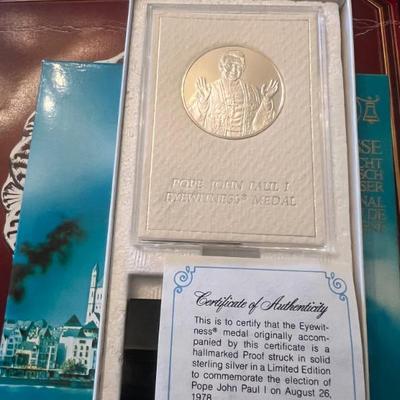 POPE JOHN PAUL I
EYEWITNESS® MEDAL
Certificate of Authenticity
This is to certify that the Eyewit-
ness® medal originally accom-
panied by this certificate is a
hallmarked Proof struck in solid
sterling silver in a Limited Edition
to commemorate the election of
Pope John Paul I on August 26,
1978.